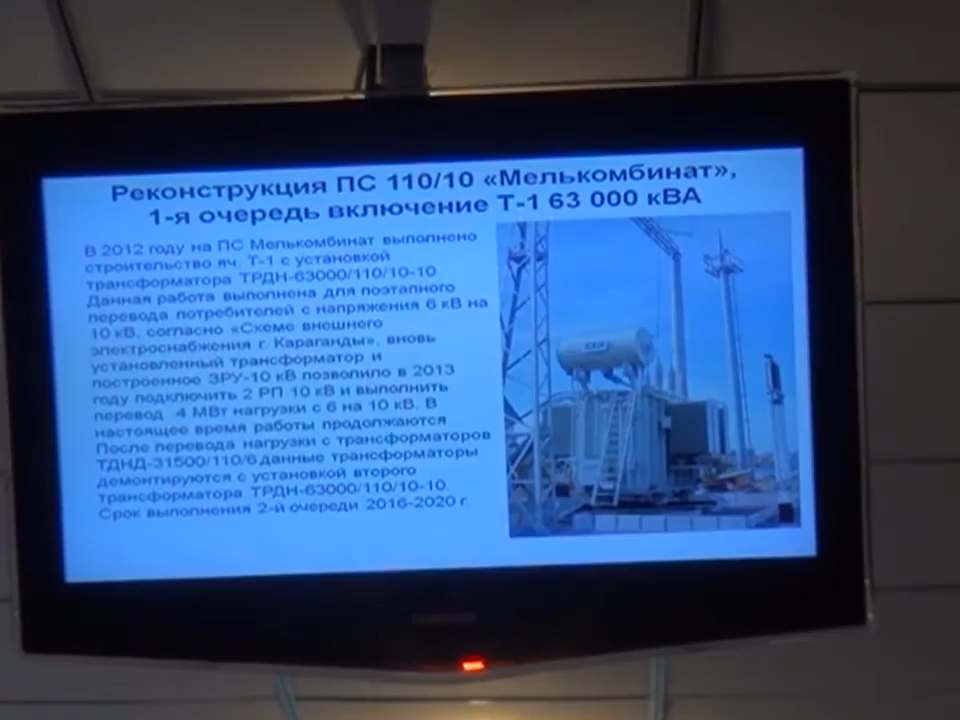 Реконструкция ПС 110/10 «Мелькомбинат»,
1-я очередь включение Т-1 63 000 кВА
В 2012 году на ПС Мелькомбинат выполнено
строительство яч. Т-1 с установкой
трансформатора ТРДН-63000/110/10-10
Данная работа выполнена для поэтапного
перевода потребителей с напряжения 6 кВ на
10 кВ, согласно «Схеме внешнего
электроснабжения г. Караганды», вновь
установленный трансформатор и
построенное ЗРУ-10 кВ позволило в 2013
году подключить 2 РП 10 кВ и выполнить
перевод 4 МВт нагрузки с 6 на 10 кВ. В
настоящее время работы продолжаются
После перевода нагрузки с трансформаторов
ТДНД-31500/110/6 данные трансформаторы
демонтируются с установкой второго
трансформатора ТРДН-63000/110/10-10.
Срок выполнения 2-й очереди 2016-2020 г